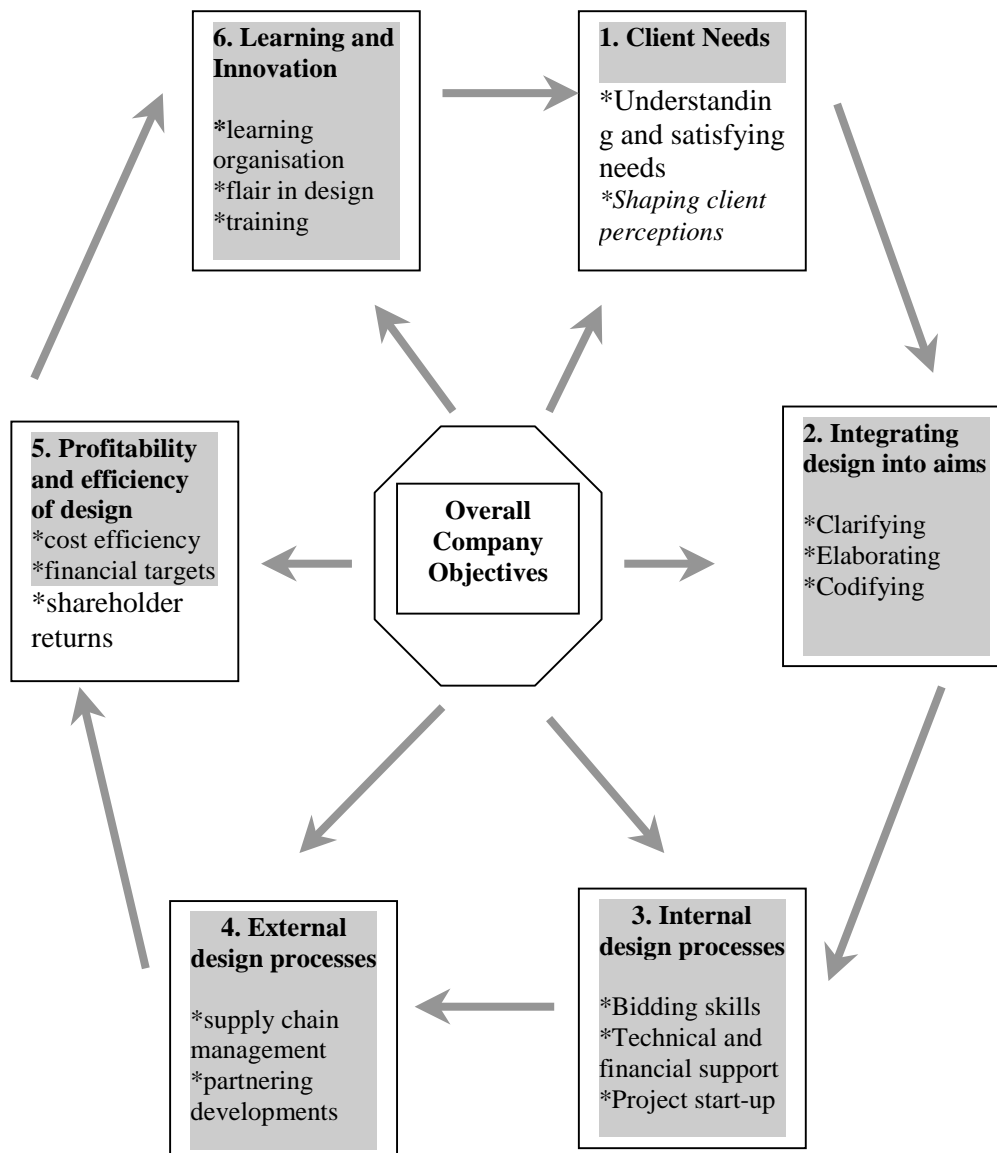 6. Learning and
Innovation
*learning
organisation
*flair in design
*training
1. Client Needs
*Understandin
g and satisfying
needs
*Shaping client
perceptions
2. Integrating
design into aims
*Clarifying
*Elaborating
*Codifying
3. Internal
design processes
*Bidding skills
*Technical and
financial support
*Project start-up
4. External
design processes
*supply chain
management
*partnering
developments
5. Profitability
and efficiency
of design
*cost efficiency
*financial targets
*shareholder
returns
Overall
Company
Objectives